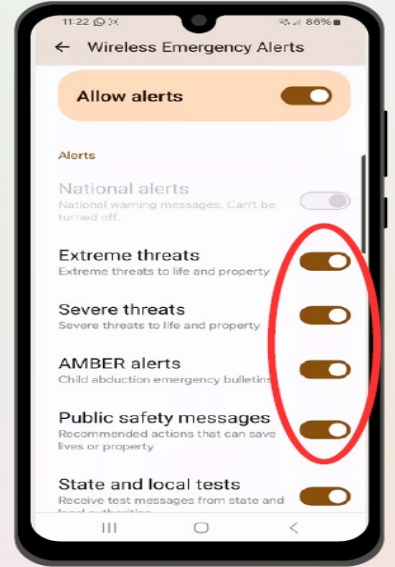 11:22
86%
Wireless Emergency Alerts
Allow alerts
Alerts
National alerts
National warning messages. Can't be
turned off.
Extreme threats
Extreme threats to life and property
Severe threats
Severe threats to life and property
AMBER alerts
Child abduction emergency bulletins
Public safety messages
Recommended actions that can save
lives or property
State and local tests
Receive test messages from state and
local authorities